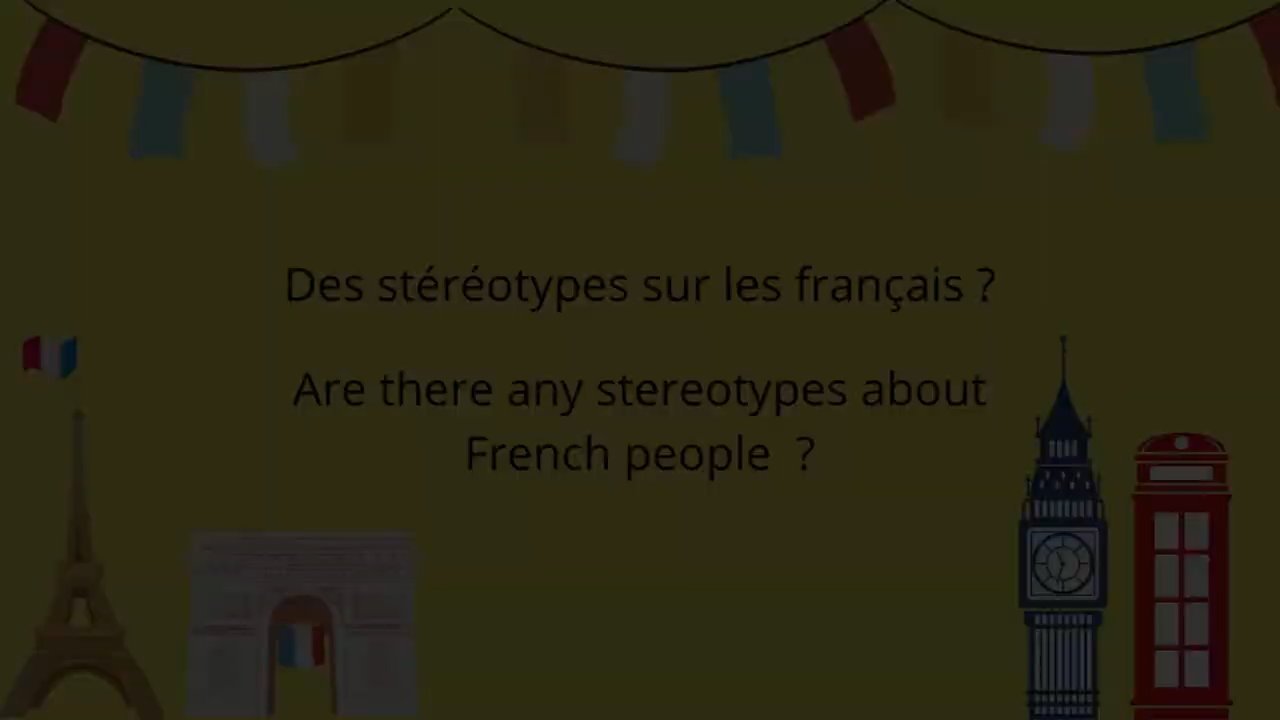 Des stéréotypes sur les français ?
Are there any stereotypes about
French people  ?